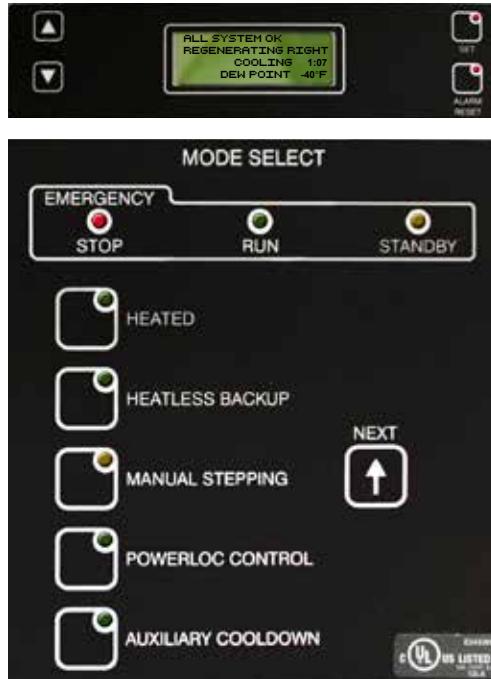 ALL SYSTEM OK
REGENERATING RIGHT
COOLING 1:07
DEW POINT -40°F
SET
ALARM
RESET
MODE SELECT
EMERGENCY
STOP RUN STANDBY
HEATED
HEATLESS BACKUP
NEXT
MANUAL STEPPING
POWERLOC CONTROL
AUXILIARY COOLDOWN
C UL US LISTED